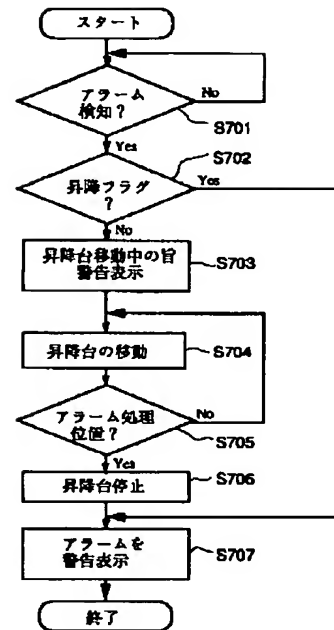 スタート
アラーム
検知?
No
S701
Yes
S702
昇降フラグ
?
Yes
No
昇降台移動中の旨
警告表示
S703
昇降台の移動
S704
アラーム処理
位置?
No
S705
Yes
S706
昇降台停止
アラームを
警告表示
S707
終了